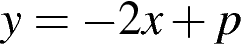 y = −2x + p